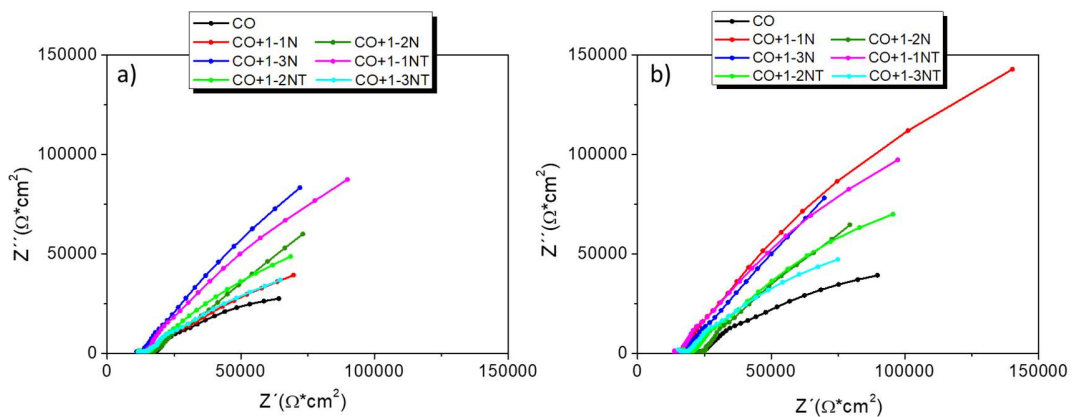 CO
CO+1-1N CO+1-2N
CO+1-3N CO+1-1NT
CO+1-2NT CO+1-3NT
a)
150000
100000
50000
0
Z´´(Ω*cm²)
0 50000 100000 150000
Z´(Ω*cm²)
CO
CO+1-1N CO+1-2N
CO+1-3N CO+1-1NT
CO+1-2NT CO+1-3NT
b)
150000
100000
50000
0
Z´´(Ω*cm²)
0 50000 100000 150000
Z´(Ω*cm²)